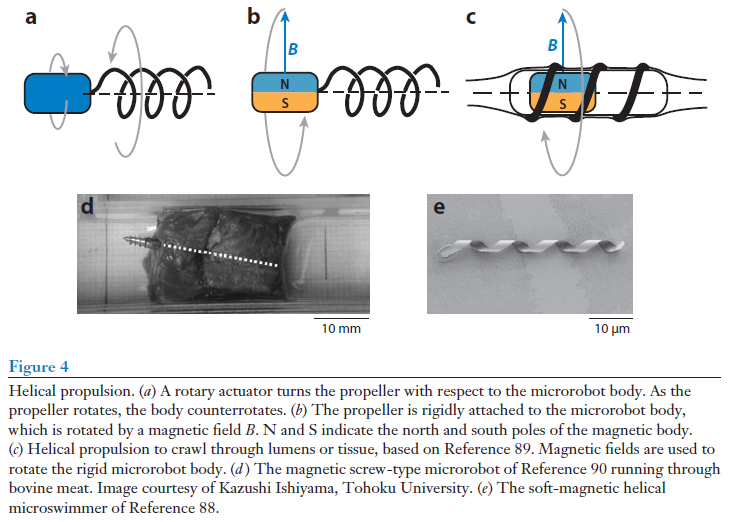 a
b
c
B
B
N
S
N
S
d
e
10 mm
10 µm
Figure 4
Helical propulsion. (a) A rotary actuator turns the propeller with respect to the microrobot body. As the
propeller rotates, the body counterrotates. (b) The propeller is rigidly attached to the microrobot body,
which is rotated by a magnetic field B. N and S indicate the north and south poles of the magnetic body.
(c) Helical propulsion to crawl through lumens or tissue, based on Reference 89. Magnetic fields are used to
rotate the rigid microrobot body. (d) The magnetic screw-type microrobot of Reference 90 running through
bovine meat. Image courtesy of Kazushi Ishiyama, Tohoku University. (e) The soft-magnetic helical
microswimmer of Reference 88.